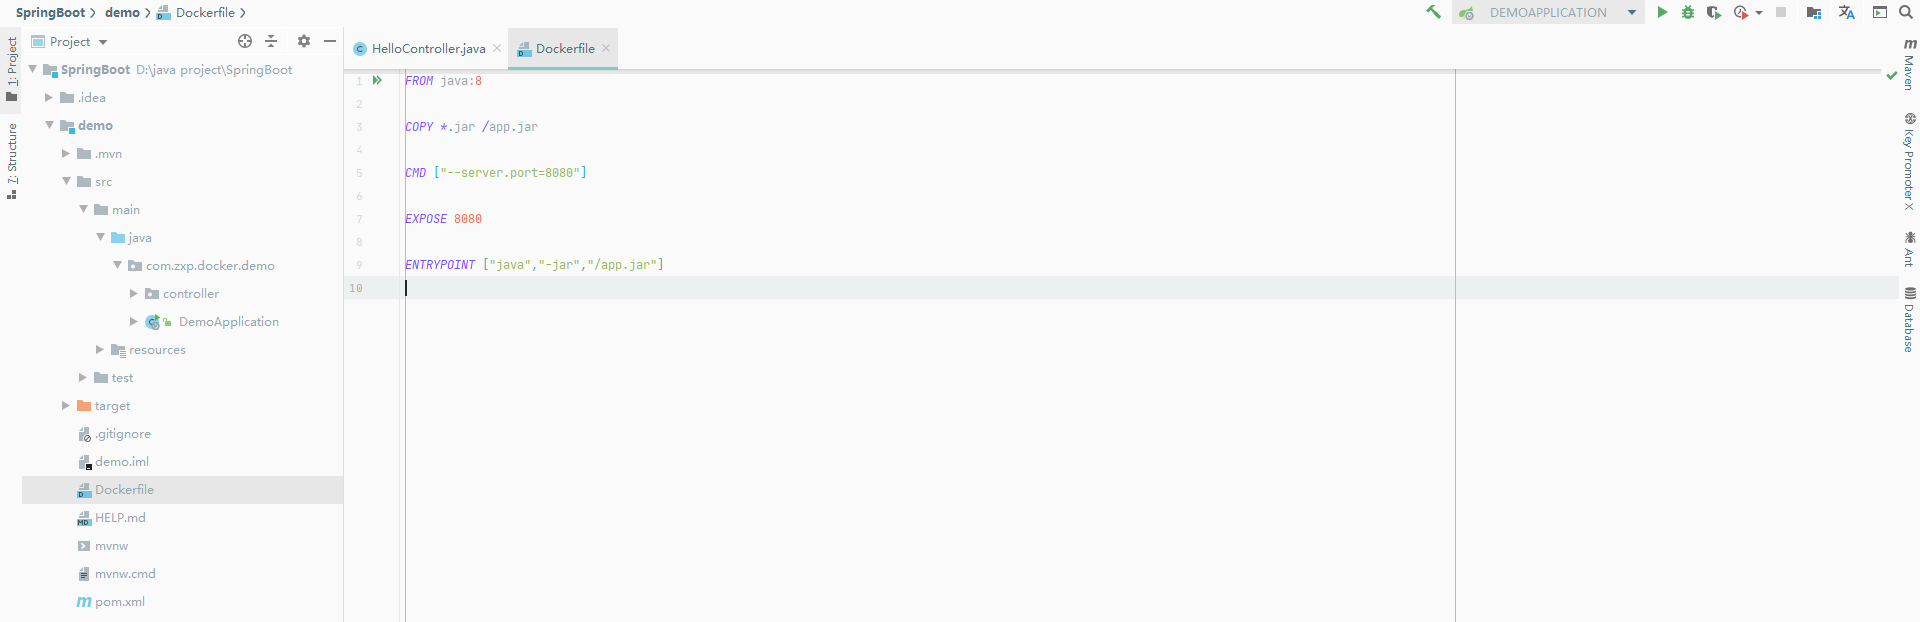 SpringBoot demo Dockerfile
DEMOAPPLICATION
1: Project
7: Structure
Project
SpringBoot D:\java project\SpringBoot
.idea
demo
.mvn
src
main
java
com.zxp.docker.demo
controller
DemoApplication
resources
test
target
.gitignore
demo.iml
Dockerfile
HELP.md
mvnw
mvnw.cmd
pom.xml
HelloController.java Dockerfile
1 FROM java:8
2
3 COPY *.jar /app.jar
4
5 CMD ["--server.port=8080"]
6
7 EXPOSE 8080
8
9 ENTRYPOINT ["java","-jar","/app.jar"]
10
Maven
Key Promoter X
Ant
Database